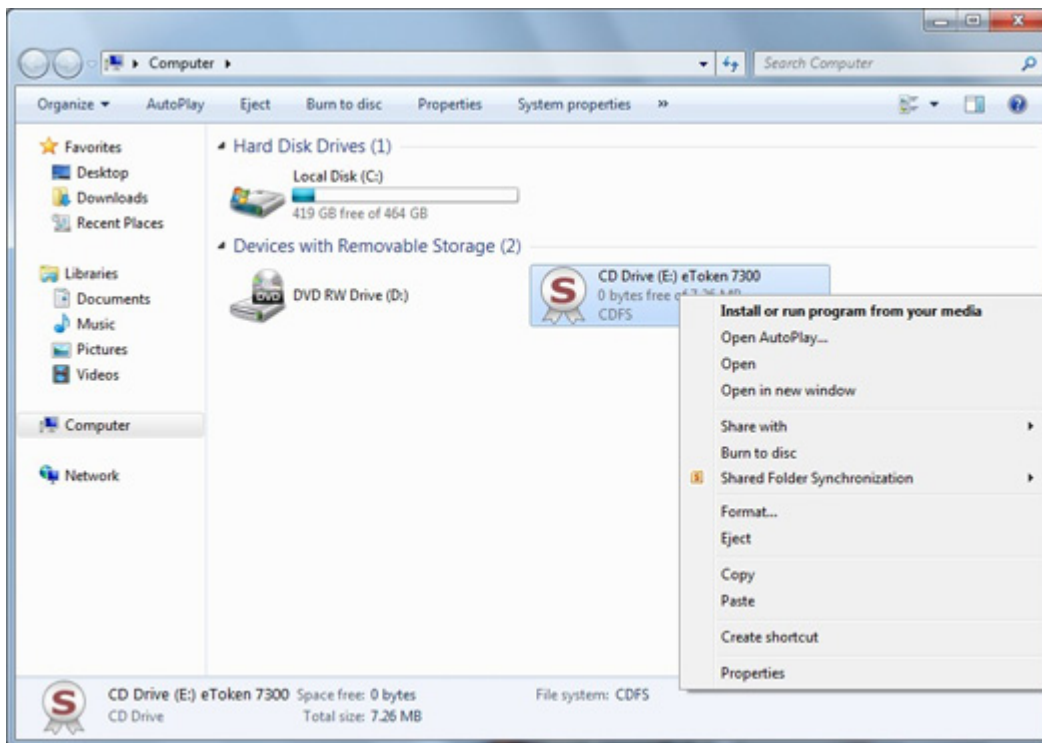 Computer
Search Computer
Organize AutoPlay Eject Burn to disc Properties System properties »
Favorites
Desktop
Downloads
Recent Places
Libraries
Documents
Music
Pictures
Videos
Computer
Network
Hard Disk Drives (1)
Local Disk (C:)
419 GB free of 464 GB
Devices with Removable Storage (2)
DVD
DVD RW Drive (D:)
S
CD Drive (E:) eToken 7300
0 bytes free of 7.26 MB
CDFS
Install or run program from your media
Open AutoPlay...
Open
Open in new window
Share with
Burn to disc
S
Shared Folder Synchronization
Format...
Eject
Copy
Paste
Create shortcut
Properties
S
CD Drive (E:) eToken 7300 Space free: 0 bytes File system: CDFS
CD Drive Total size: 7.26 MB